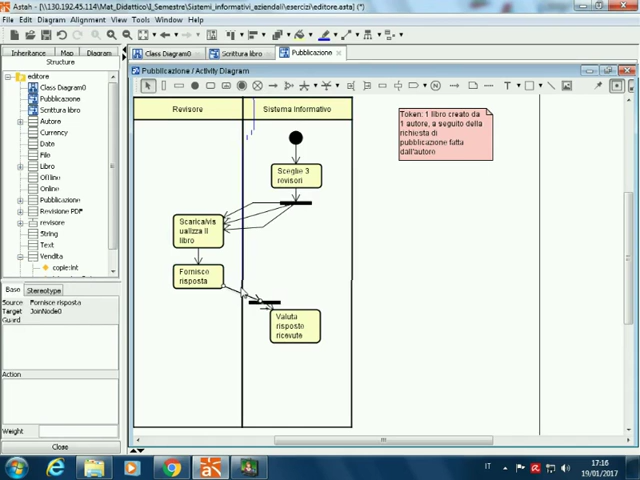 Astah - [\\130.192.45.114\Mat_Didattico\I_Semestre\Sistemi_informativi_aziendali\esercizi\editore.asta] (*)
File Edit Diagram Alignment View Tools Window Help
Inheritance Map Diagram
Structure
editore
Class Diagram0
Pubblicazione
Scrittura libro
Autore
Currency
Date
File
Libro
Offline
Online
Pubblicazione
Revisione PDF
revisore
String
Text
Vendita
copie:int
Base Stereotype
Source Fornisce risposta
Target JoinNode0
Guard
Action
Weight
Close
Class Diagram0 Scrittura libro Pubblicazione
Pubblicazione / Activity Diagram
Revisore Sistema Informativo
Sceglie 3
revisori
Scarica/vis
ualizza il
libro
Fornisce
risposta
Valuta
risposte
ricevute
Token: 1 libro creato da
1 autore, a seguito della
richiesta di
pubblicazione fatta
dall'autore
IT 17:16
19/01/2017